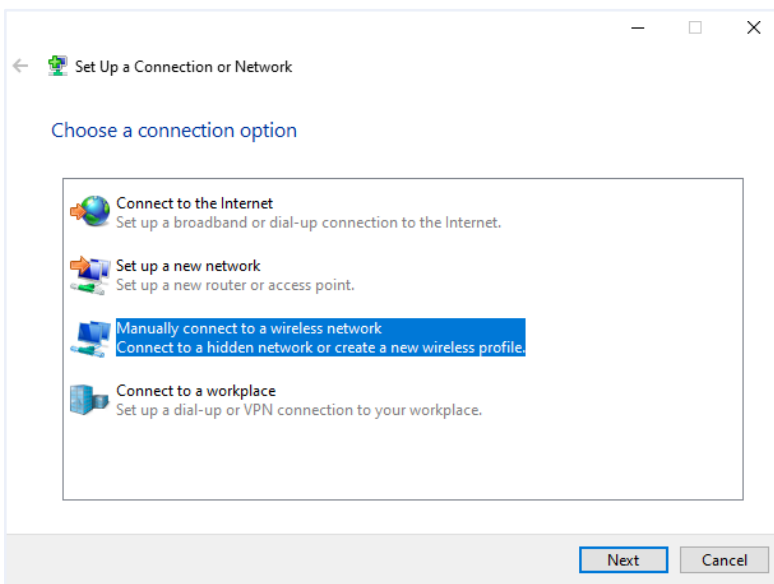 Set Up a Connection or Network
Choose a connection option
Connect to the Internet
Set up a broadband or dial-up connection to the Internet.
Set up a new network
Set up a new router or access point.
Manually connect to a wireless network
Connect to a hidden network or create a new wireless profile.
Connect to a workplace
Set up a dial-up or VPN connection to your workplace.
Next Cancel